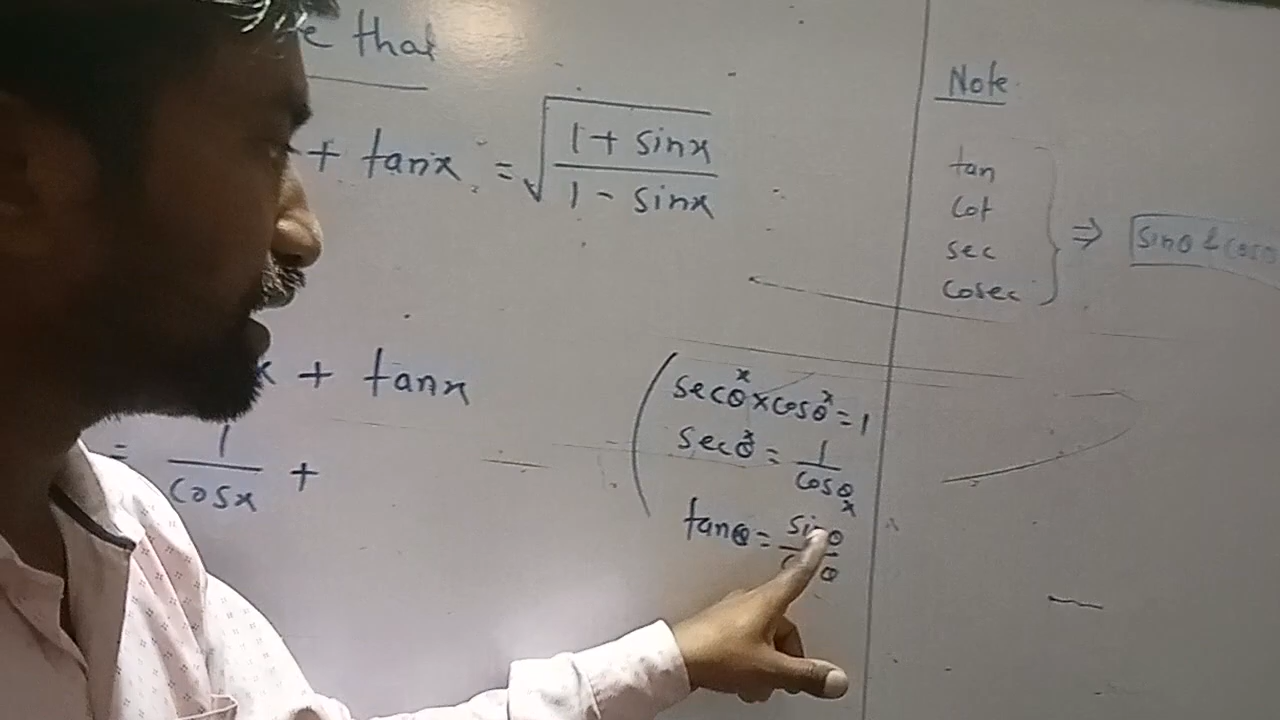 e that
+ tanx = √(1 + sinx / 1 - sinx)
x + tanx
= 1/cosx +
secθ^x × cosθ^x = 1
secθ^x = 1/cosθ^x
tanθ = sinθ/θ
Note
tan
cot
sec
cosec
⇒ sinθ & cosθ